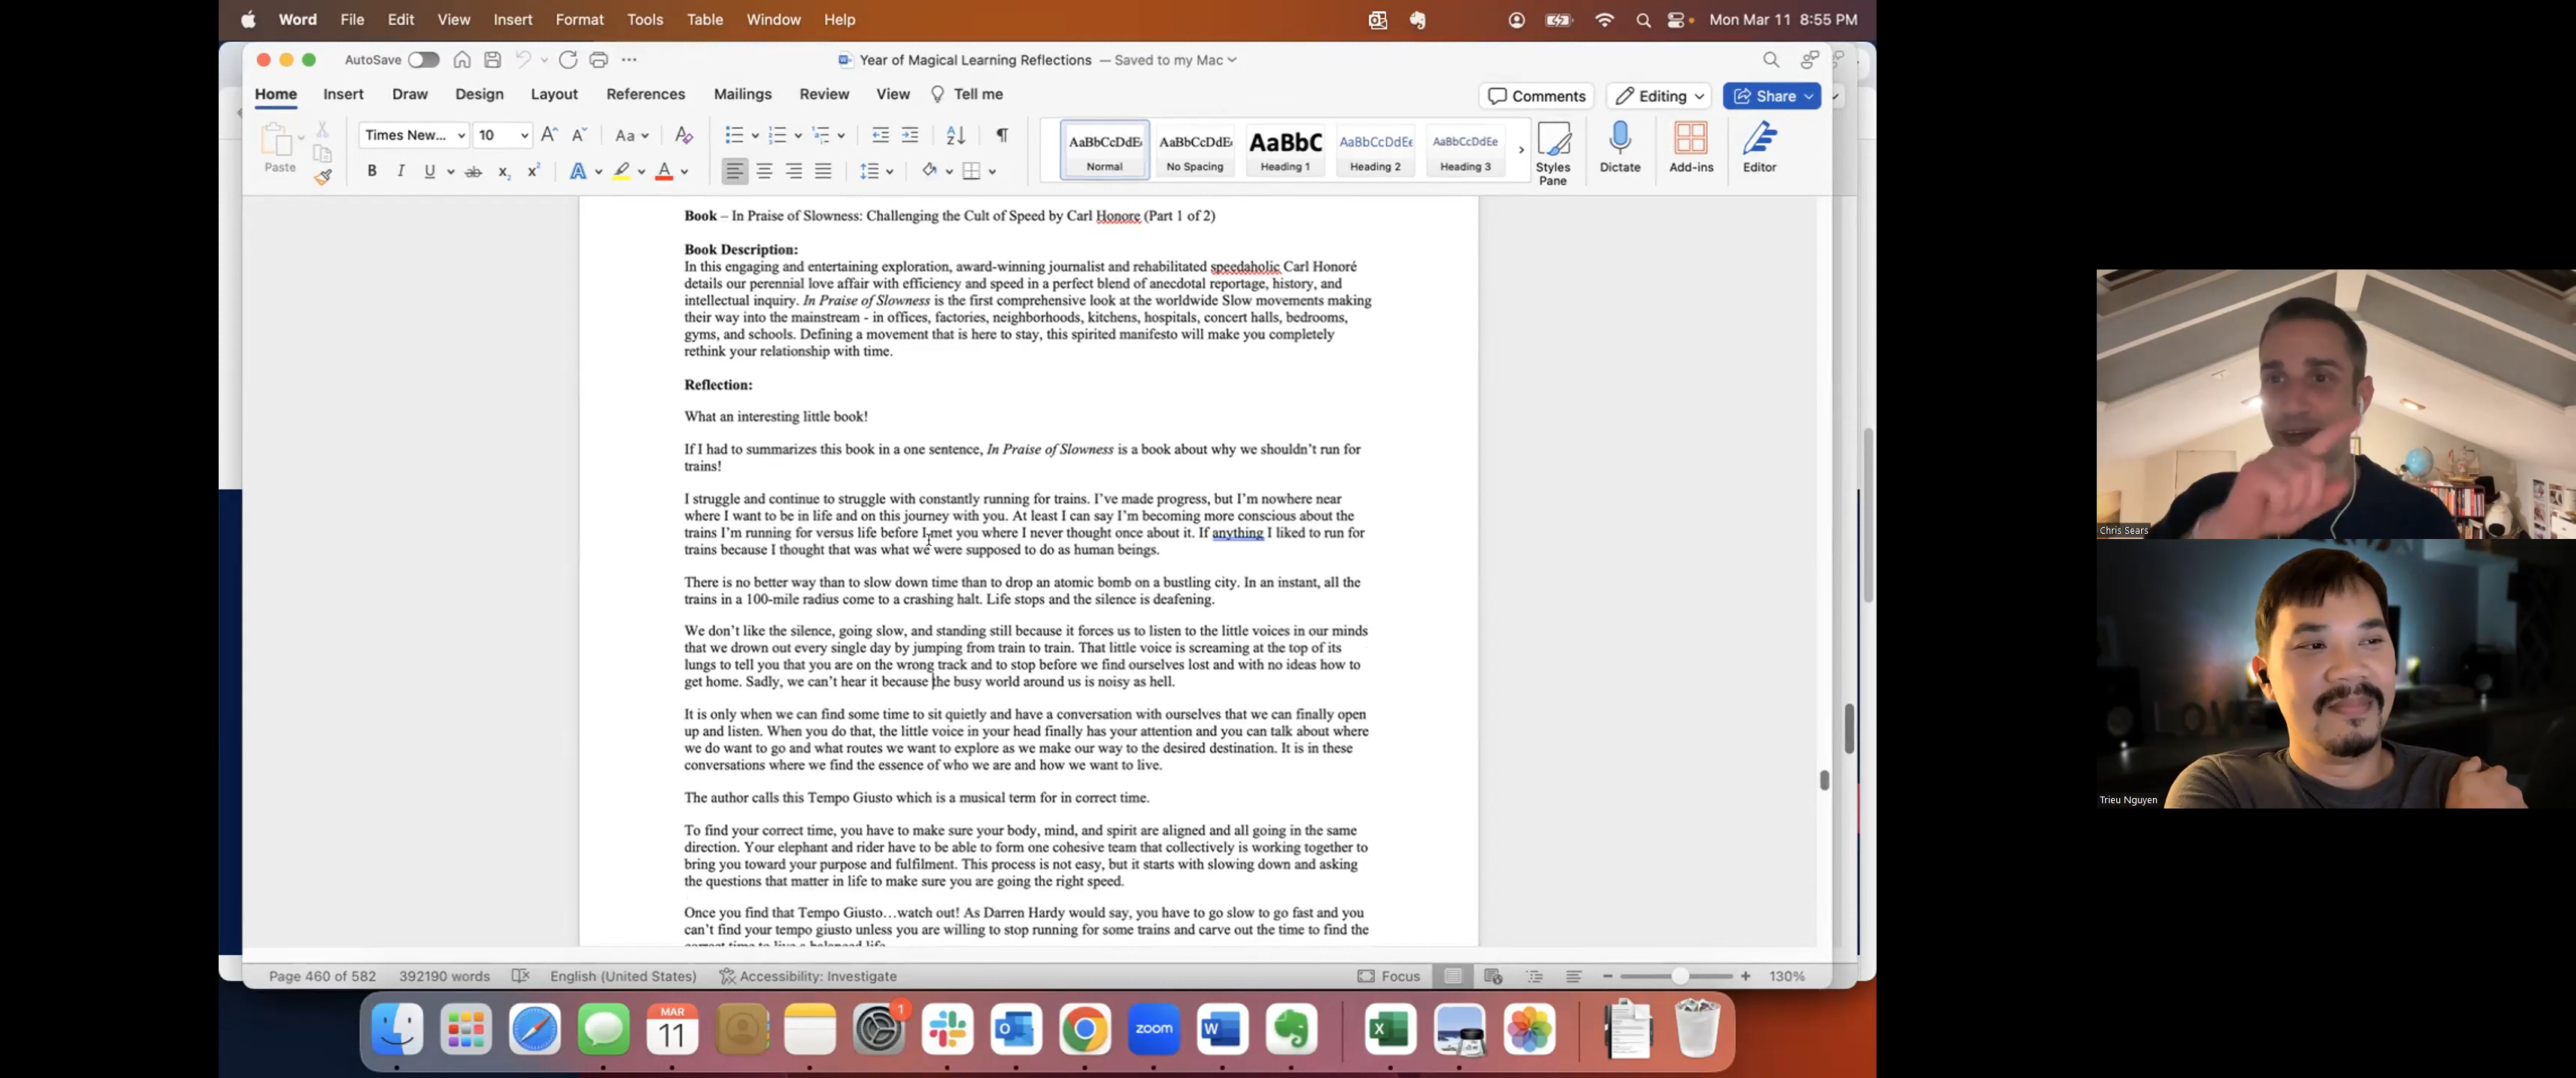 Word File Edit View Insert Format Tools Table Window Help
Mon Mar 11 8:55 PM
AutoSave
Year of Magical Learning Reflections — Saved to my Mac
Home Insert Draw Design Layout References Mailings Review View Tell me
Comments Editing Share
Paste
Times New... 10
Aa
B I U ab x₂ x² A A
AaBbCcDdE
Normal
AaBbCcDdE
No Spacing
AaBbC
Heading 1
AaBbCcDdEe
Heading 2
AaBbCcDdEe
Heading 3
Styles
Pane
Dictate
Add-ins
Editor
Book – In Praise of Slowness: Challenging the Cult of Speed by Carl Honore (Part 1 of 2)
Book Description:
In this engaging and entertaining exploration, award-winning journalist and rehabilitated speedaholic Carl Honoré
details our perennial love affair with efficiency and speed in a perfect blend of anecdotal reportage, history, and
intellectual inquiry. In Praise of Slowness is the first comprehensive look at the worldwide Slow movements making
their way into the mainstream - in offices, factories, neighborhoods, kitchens, hospitals, concert halls, bedrooms,
gyms, and schools. Defining a movement that is here to stay, this spirited manifesto will make you completely
rethink your relationship with time.
Reflection:
What an interesting little book!
If I had to summarizes this book in a one sentence, In Praise of Slowness is a book about why we shouldn't run for
trains!
I struggle and continue to struggle with constantly running for trains. I've made progress, but I'm nowhere near
where I want to be in life and on this journey with you. At least I can say I'm becoming more conscious about the
trains I'm running for versus life before I met you where I never thought once about it. If anything I liked to run for
trains because I thought that was what we were supposed to do as human beings.
There is no better way than to slow down time than to drop an atomic bomb on a bustling city. In an instant, all the
trains in a 100-mile radius come to a crashing halt. Life stops and the silence is deafening.
We don't like the silence, going slow, and standing still because it forces us to listen to the little voices in our minds
that we drown out every single day by jumping from train to train. That little voice is screaming at the top of its
lungs to tell you that you are on the wrong track and to stop before we find ourselves lost and with no ideas how to
get home. Sadly, we can't hear it because the busy world around us is noisy as hell.
It is only when we can find some time to sit quietly and have a conversation with ourselves that we can finally open
up and listen. When you do that, the little voice in your head finally has your attention and you can talk about where
we do want to go and what routes we want to explore as we make our way to the desired destination. It is in these
conversations where we find the essence of who we are and how we want to live.
The author calls this Tempo Giusto which is a musical term for in correct time.
To find your correct time, you have to make sure your body, mind, and spirit are aligned and all going in the same
direction. Your elephant and rider have to be able to form one cohesive team that collectively is working together to
bring you toward your purpose and fulfilment. This process is not easy, but it starts with slowing down and asking
the questions that matter in life to make sure you are going the right speed.
Once you find that Tempo Giusto…watch out! As Darren Hardy would say, you have to go slow to go fast and you
can't find your tempo giusto unless you are willing to stop running for some trains and carve out the time to find the
correct time to live a balanced life
Page 460 of 582 392190 words English (United States) Accessibility: Investigate
Focus 130%
MAR
11
1
zoom
Chris Sears
LOVE
Trieu Nguyen